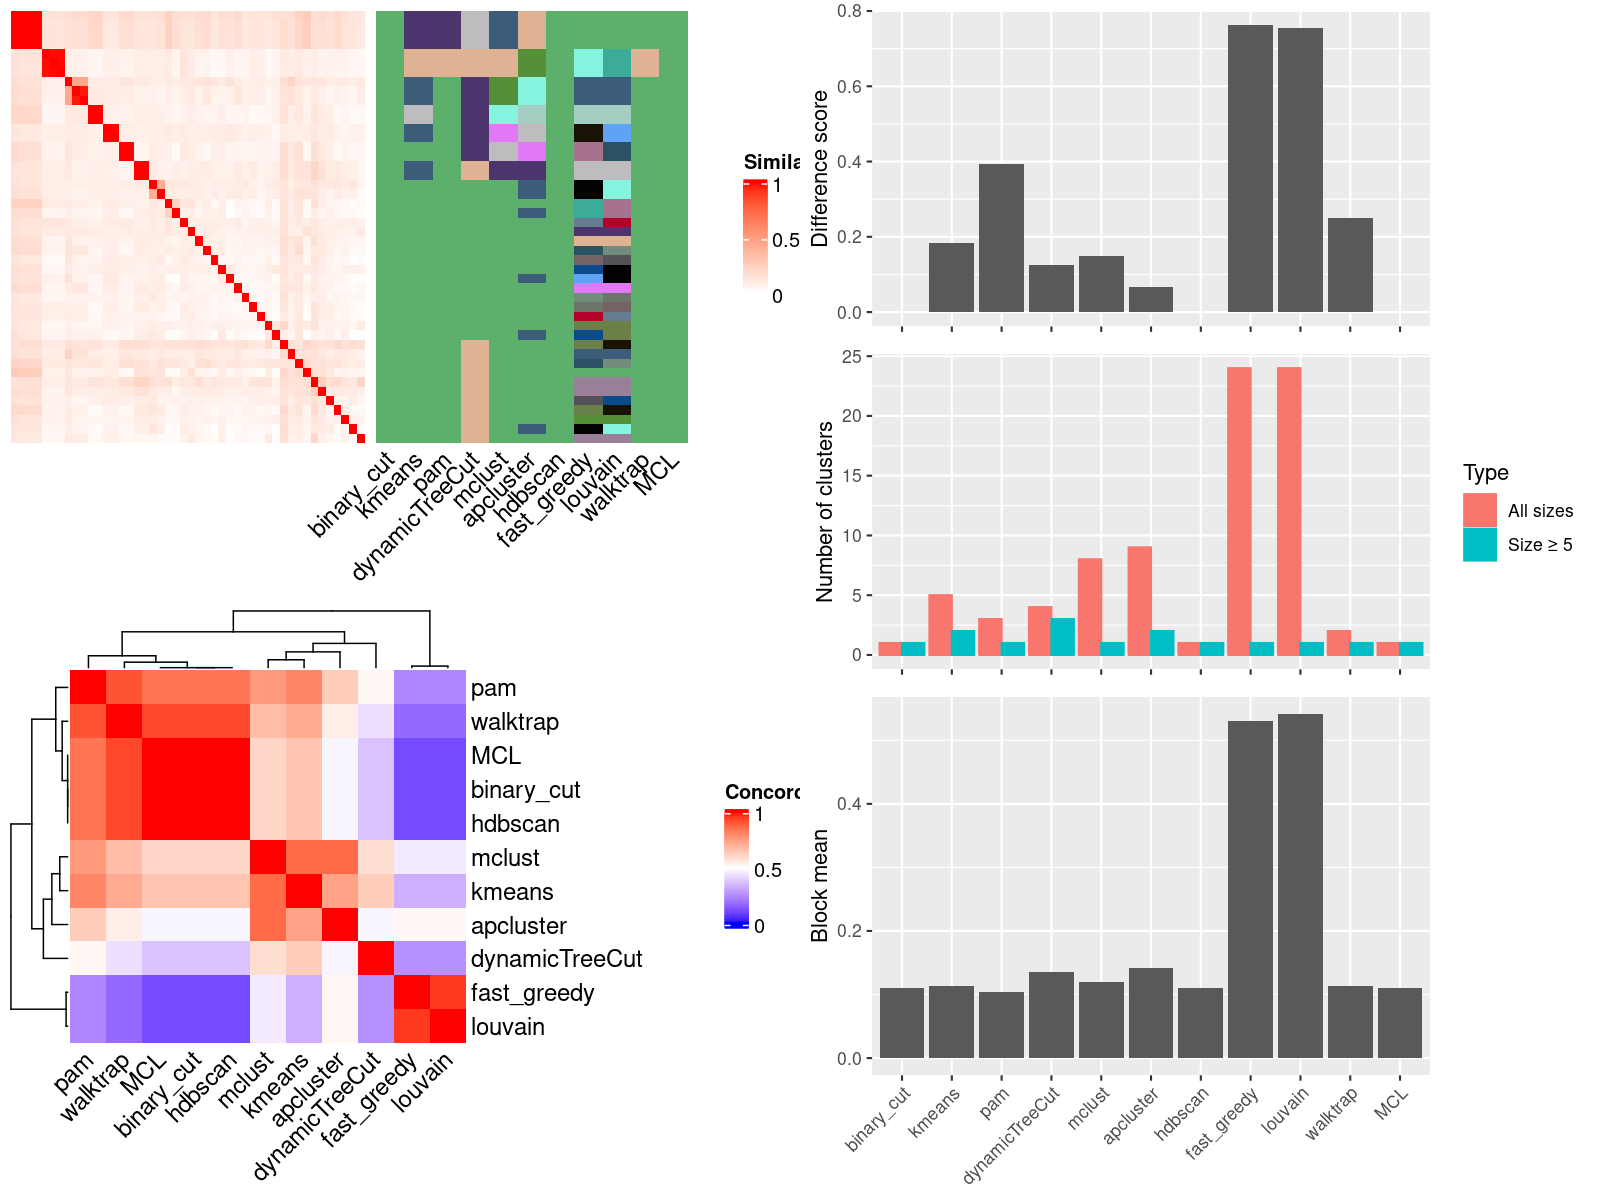 Simila
1
0.5
0
binary_cut
kmeans
pam
dynamicTreeCut
mclust
apcluster
hdbscan
fast_greedy
louvain
walktrap
MCL
pam
walktrap
MCL
binary_cut
hdbscan
mclust
kmeans
apcluster
dynamicTreeCut
fast_greedy
louvain
pam
walktrap
MCL
binary_cut
hdbscan
mclust
kmeans
apcluster
dynamicTreeCut
fast_greedy
louvain
Concord
1
0.5
0
Difference score
0.8
0.6
0.4
0.2
0.0
Number of clusters
25
20
15
10
5
0
Type
All sizes
Size ≥ 5
Block mean
0.4
0.2
0.0
binary_cut
kmeans
pam
dynamicTreeCut
mclust
apcluster
hdbscan
fast_greedy
louvain
walktrap
MCL